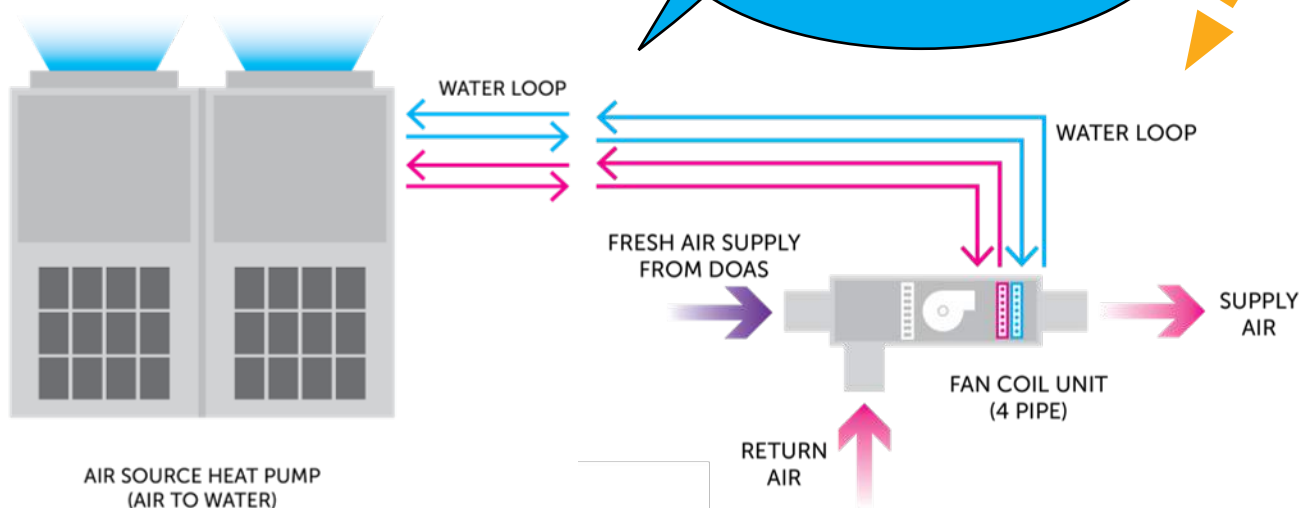 WATER LOOP
WATER LOOP
FRESH AIR SUPPLY
FROM DOAS
SUPPLY
AIR
FAN COIL UNIT
(4 PIPE)
RETURN
AIR
AIR SOURCE HEAT PUMP
(AIR TO WATER)